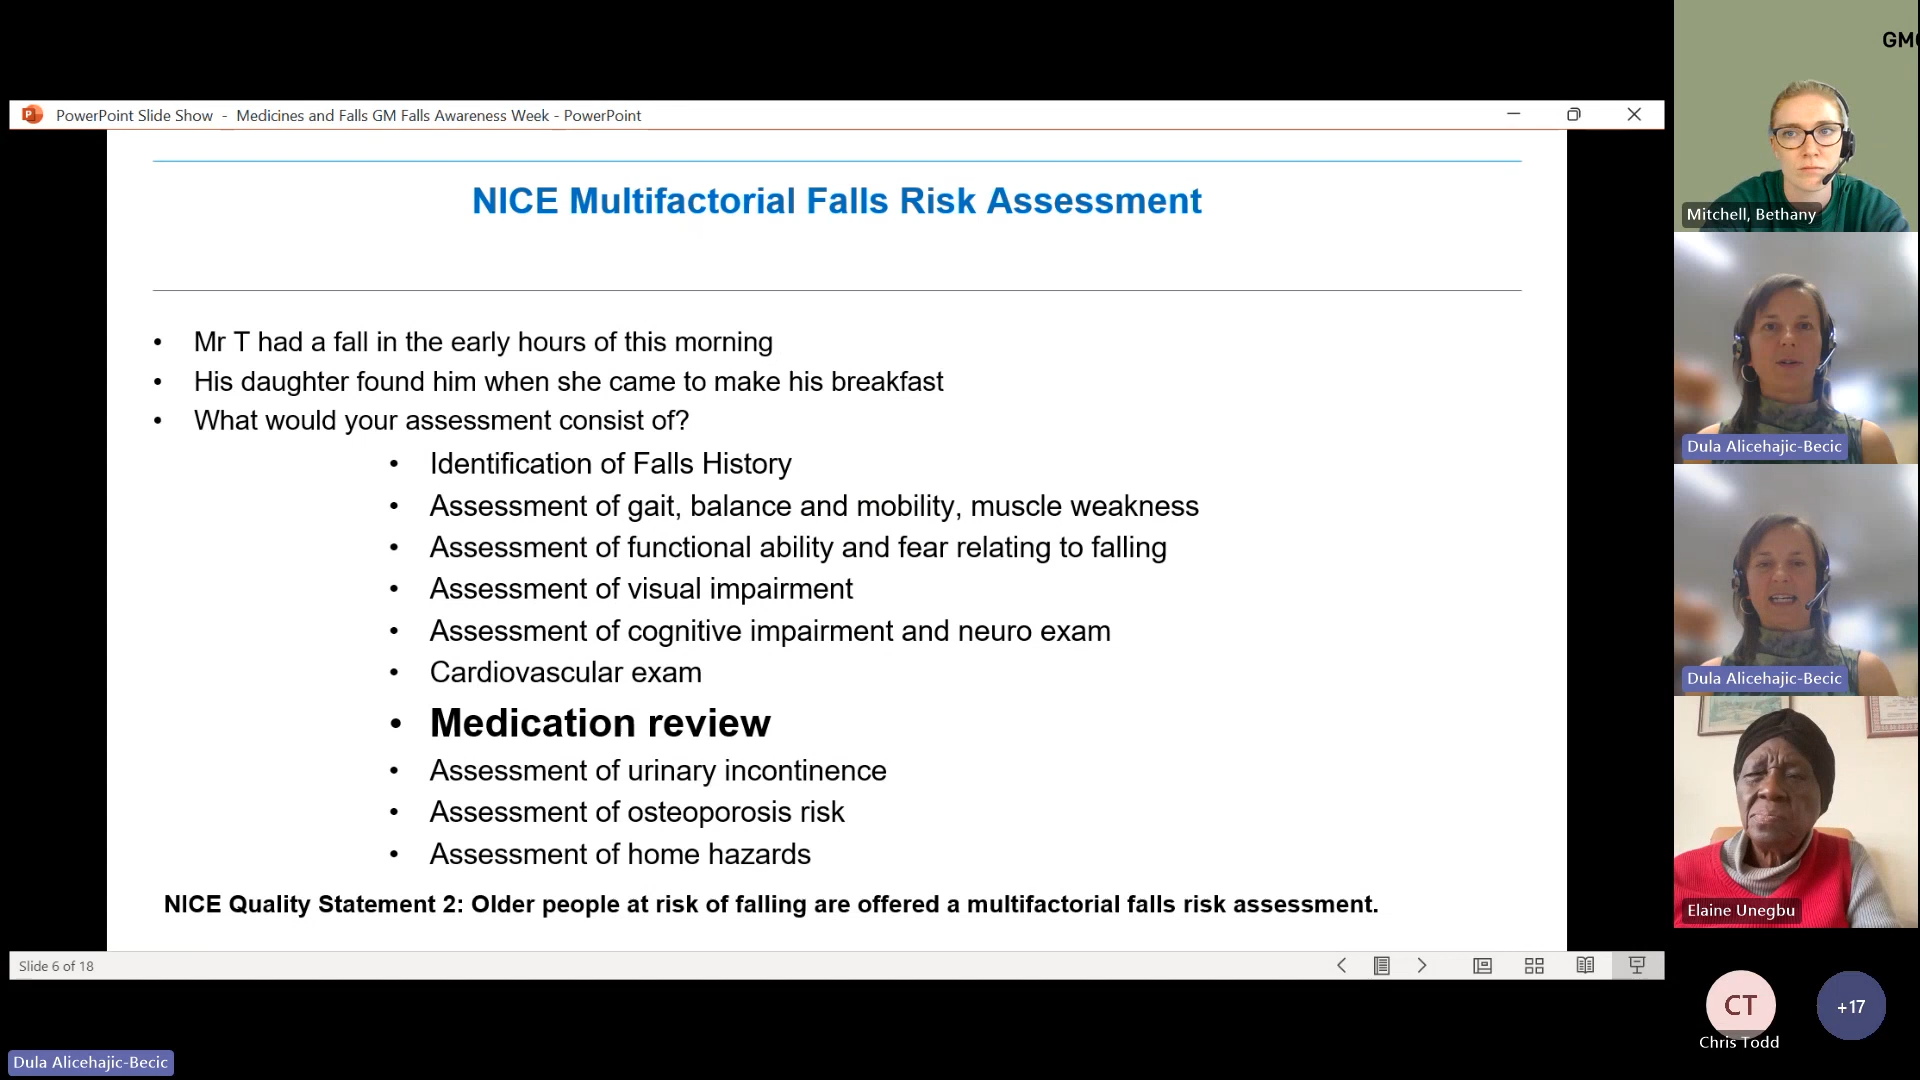 PowerPoint Slide Show - Medicines and Falls GM Falls Awareness Week - PowerPoint
NICE Multifactorial Falls Risk Assessment
• Mr T had a fall in the early hours of this morning
• His daughter found him when she came to make his breakfast
• What would your assessment consist of?
• Identification of Falls History
• Assessment of gait, balance and mobility, muscle weakness
• Assessment of functional ability and fear relating to falling
• Assessment of visual impairment
• Assessment of cognitive impairment and neuro exam
• Cardiovascular exam
• Medication review
• Assessment of urinary incontinence
• Assessment of osteoporosis risk
• Assessment of home hazards
NICE Quality Statement 2: Older people at risk of falling are offered a multifactorial falls risk assessment.
Slide 6 of 18
Dula Alicehajic-Becic
GM
Mitchell, Bethany
Dula Alicehajic-Becic
Dula Alicehajic-Becic
Elaine Unegbu
CT
+17
Chris Todd